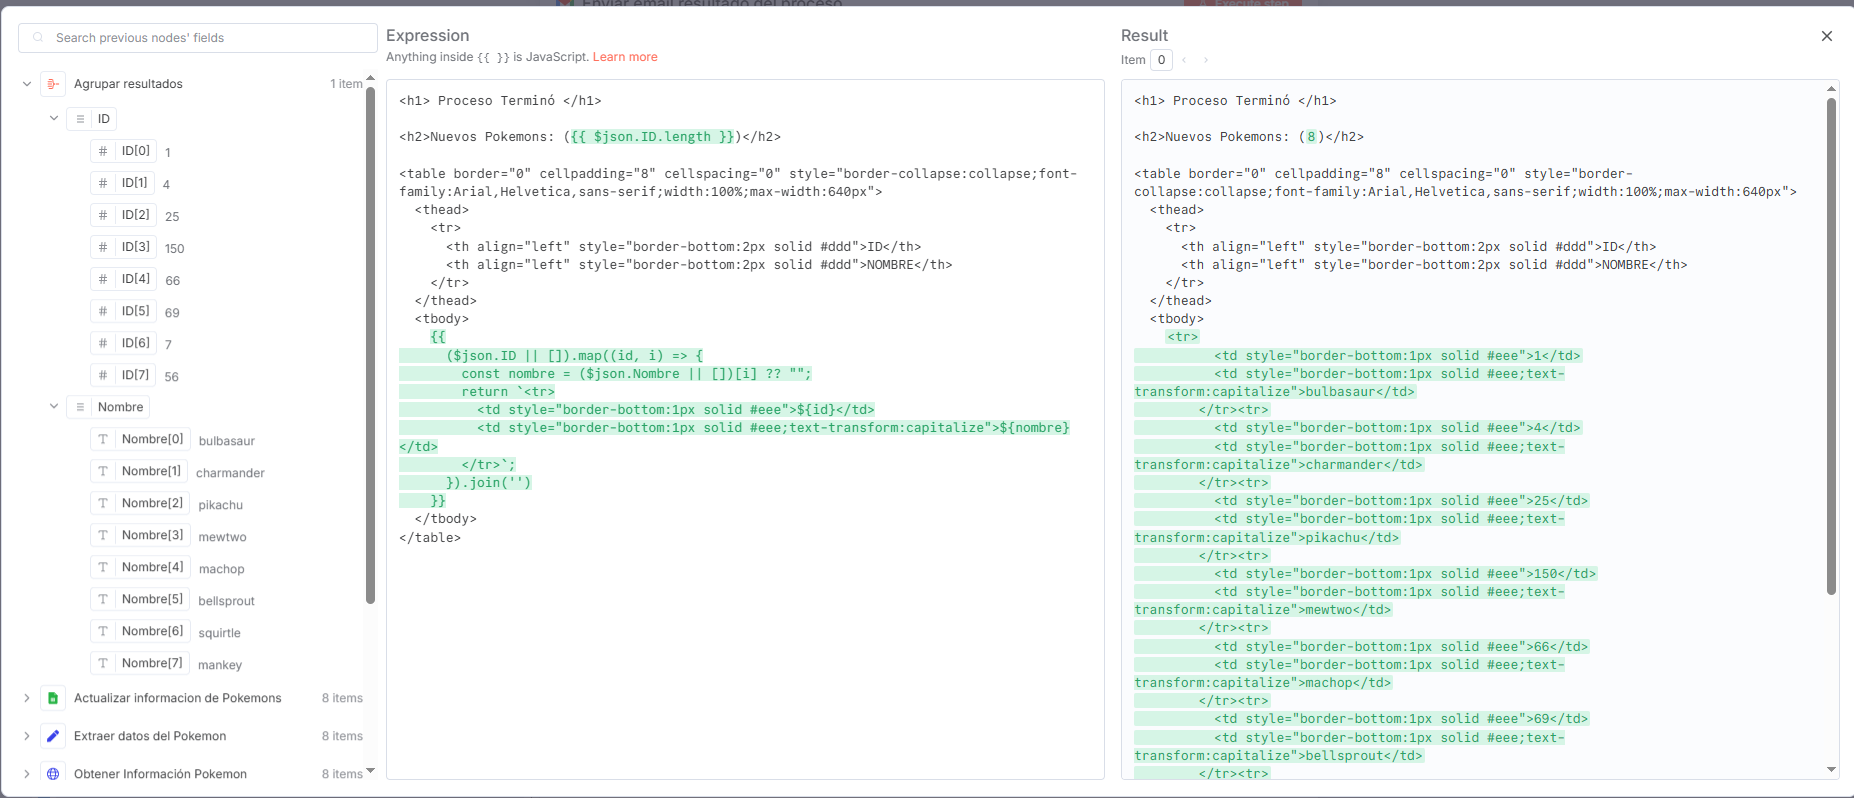 Enviar email resultado del proceso
Execute step
Search previous nodes' fields
Agrupar resultados 1 item
ID
# ID[0] 1
# ID[1] 4
# ID[2] 25
# ID[3] 150
# ID[4] 66
# ID[5] 69
# ID[6] 7
# ID[7] 56
Nombre
T Nombre[0] bulbasaur
T Nombre[1] charmander
T Nombre[2] pikachu
T Nombre[3] mewtwo
T Nombre[4] machop
T Nombre[5] bellsprout
T Nombre[6] squirtle
T Nombre[7] mankey
Actualizar informacion de Pokemons 8 items
Extraer datos del Pokemon 8 items
Obtener Información Pokemon 8 items
Expression
Anything inside {{ }} is JavaScript. Learn more
<h1> Proceso Terminó </h1>
<h2>Nuevos Pokemons: ({{ $json.ID.length }})</h2>
<table border="0" cellpadding="8" cellspacing="0" style="border-collapse:collapse;font-
family:Arial,Helvetica,sans-serif;width:100%;max-width:640px">
<thead>
<tr>
<th align="left" style="border-bottom:2px solid #ddd">ID</th>
<th align="left" style="border-bottom:2px solid #ddd">NOMBRE</th>
</tr>
</thead>
<tbody>
{{
($json.ID || []).map((id, i) => {
const nombre = ($json.Nombre || [])[i] ?? "";
return `<tr>
<td style="border-bottom:1px solid #eee">${id}</td>
<td style="border-bottom:1px solid #eee;text-transform:capitalize">${nombre}
</td>
</tr>`;
}).join('')
}}
</tbody>
</table>
Result
Item 0
<h1> Proceso Terminó </h1>
<h2>Nuevos Pokemons: (8)</h2>
<table border="0" cellpadding="8" cellspacing="0" style="border-
collapse:collapse;font-family:Arial,Helvetica,sans-serif;width:100%;max-width:640px">
<thead>
<tr>
<th align="left" style="border-bottom:2px solid #ddd">ID</th>
<th align="left" style="border-bottom:2px solid #ddd">NOMBRE</th>
</tr>
</thead>
<tbody>
<tr>
<td style="border-bottom:1px solid #eee">1</td>
<td style="border-bottom:1px solid #eee;text-
transform:capitalize">bulbasaur</td>
</tr><tr>
<td style="border-bottom:1px solid #eee">4</td>
<td style="border-bottom:1px solid #eee;text-
transform:capitalize">charmander</td>
</tr><tr>
<td style="border-bottom:1px solid #eee">25</td>
<td style="border-bottom:1px solid #eee;text-
transform:capitalize">pikachu</td>
</tr><tr>
<td style="border-bottom:1px solid #eee">150</td>
<td style="border-bottom:1px solid #eee;text-
transform:capitalize">mewtwo</td>
</tr><tr>
<td style="border-bottom:1px solid #eee">66</td>
<td style="border-bottom:1px solid #eee;text-
transform:capitalize">machop</td>
</tr><tr>
<td style="border-bottom:1px solid #eee">69</td>
<td style="border-bottom:1px solid #eee;text-
transform:capitalize">bellsprout</td>
</tr><tr>